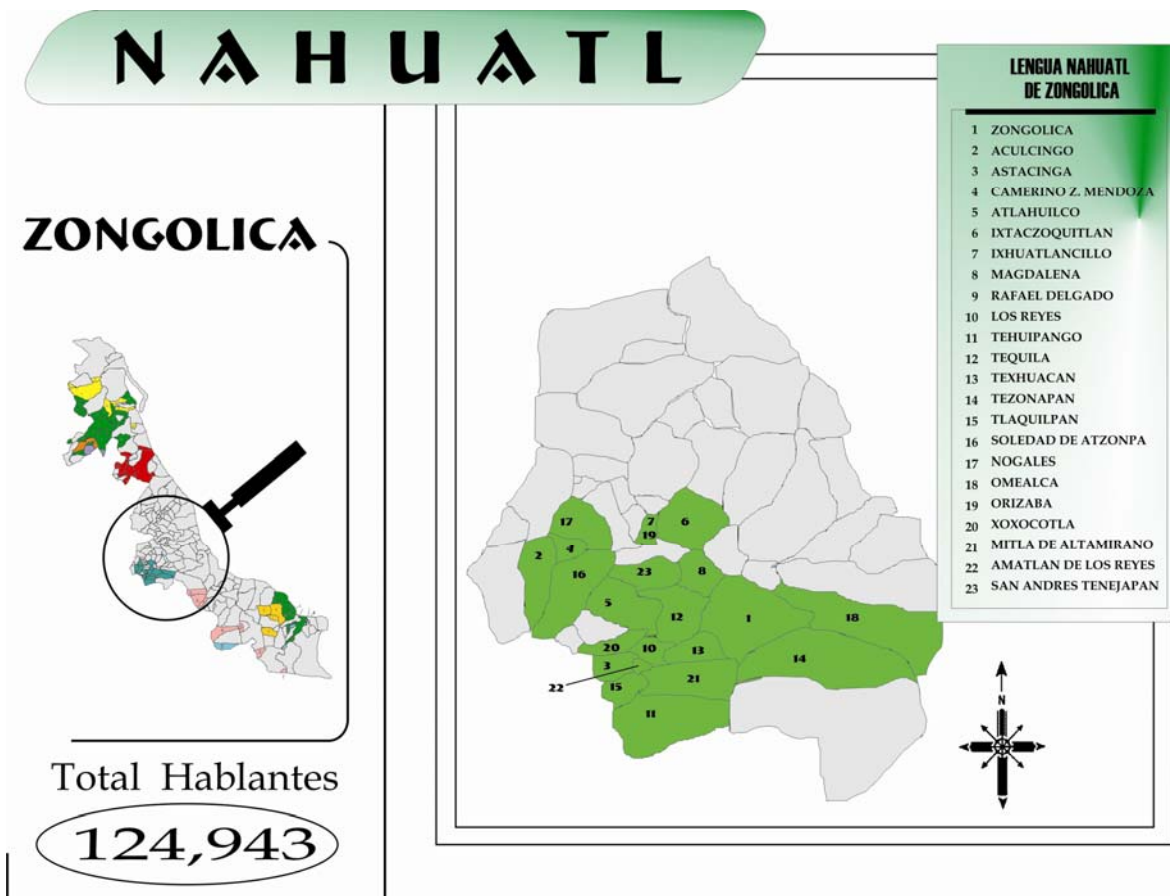 NAHUATL
ZONGOLICA
Total Hablantes
124,943
LENGUA NAHUATL
DE ZONGOLICA
1 ZONGOLICA
2 ACULCINGO
3 ASTACINGA
4 CAMERINO Z. MENDOZA
5 ATLAHUILCO
6 IXTACZOQUITLAN
7 IXHUATLANCILLO
8 MAGDALENA
9 RAFAEL DELGADO
10 LOS REYES
11 TEHUIPANGO
12 TEQUILA
13 TEXHUACAN
14 TEZONAPAN
15 TLAQUILPAN
16 SOLEDAD DE ATZONPA
17 NOGALES
18 OMEALCA
19 ORIZABA
20 XOXOCOTLA
21 MITLA DE ALTAMIRANO
22 AMATLAN DE LOS REYES
23 SAN ANDRES TENEJAPAN
17
7
6
19
2
4
16
23
8
5
12
1
18
20
10
13
14
3
22
15
21
11
N